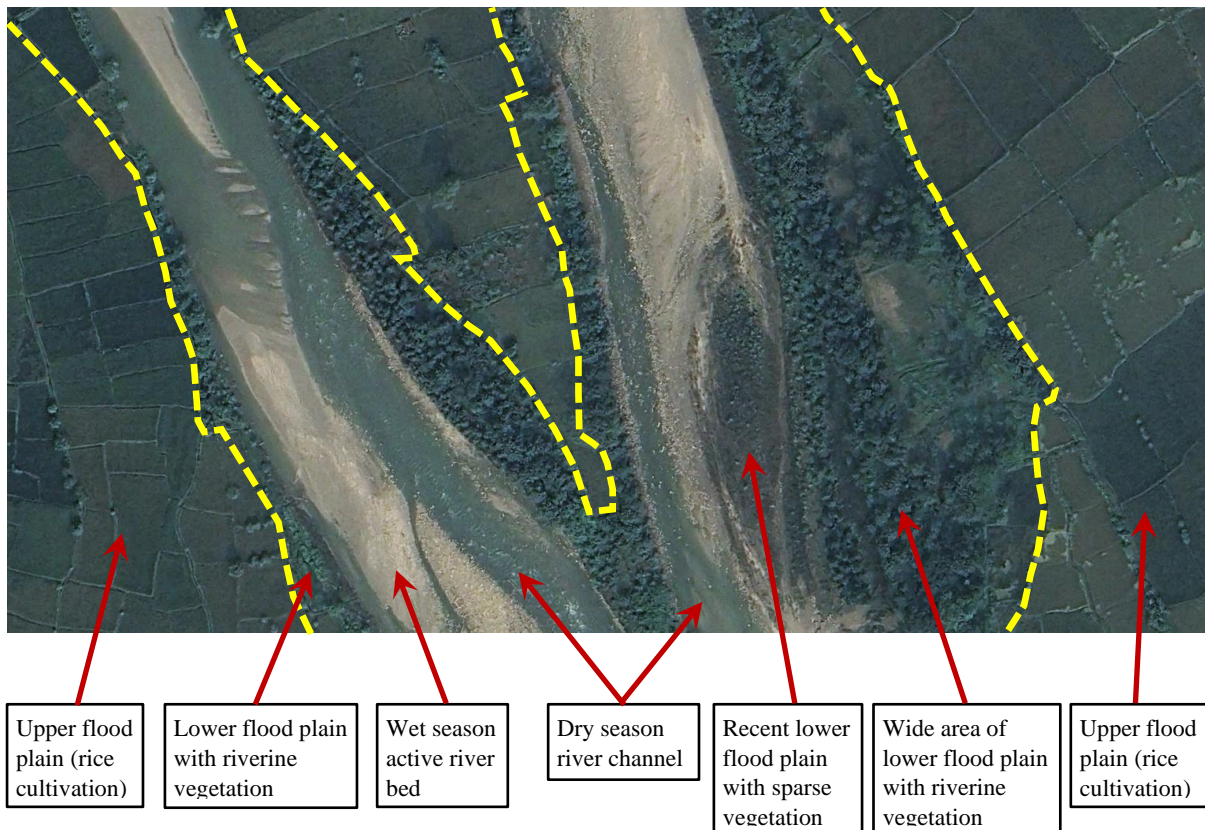 Upper flood
plain (rice
cultivation)
Lower flood plain
with riverine
vegetation
Wet season
active river
bed
Dry season
river channel
Recent lower
flood plain
with sparse
vegetation
Wide area of
lower flood plain
with riverine
vegetation
Upper flood
plain (rice
cultivation)